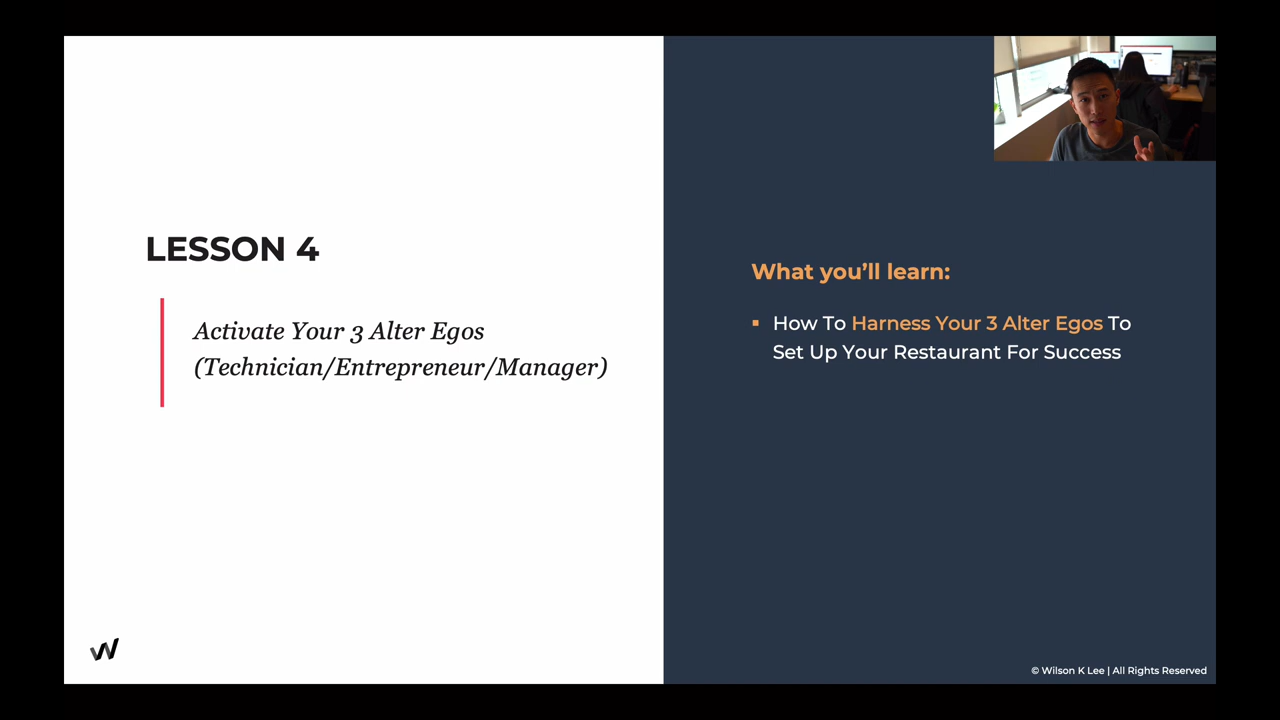 LESSON 4
Activate Your 3 Alter Egos
(Technician/Entrepreneur/Manager)
What you’ll learn:
▪ How To Harness Your 3 Alter Egos To
Set Up Your Restaurant For Success
© Wilson K Lee | All Rights Reserved